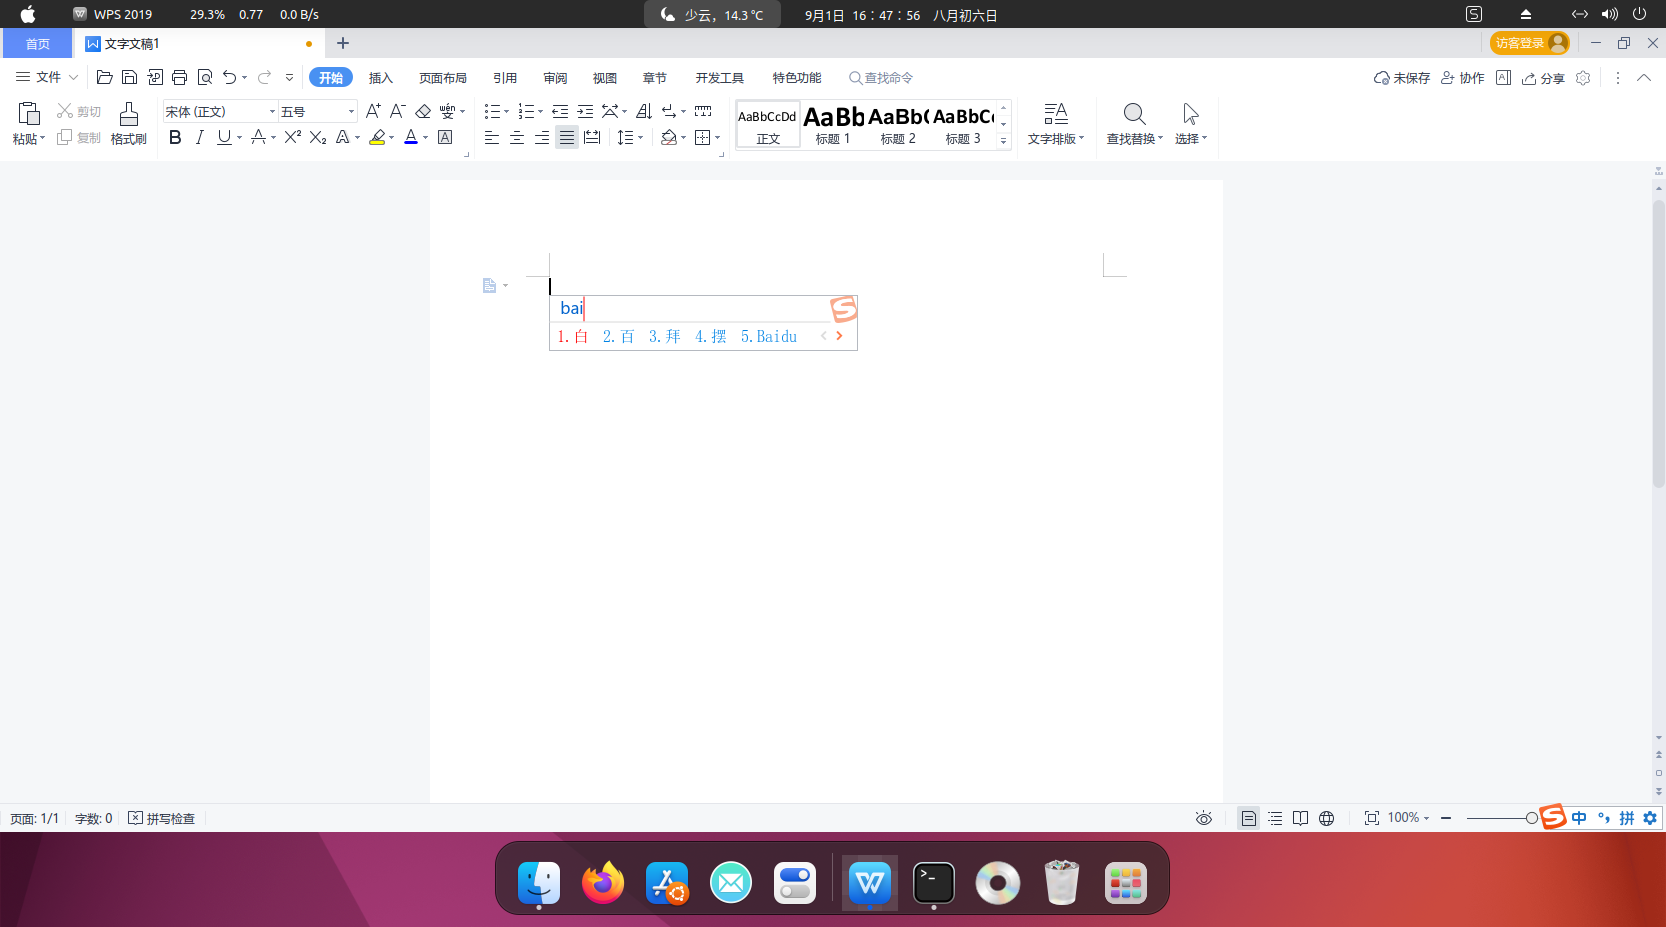 WPS 2019 29.3% 0.77 0.0 B/s 少云，14.3 ℃ 9月1日 16：47：56 八月初六日
首页 文字文稿1 访客登录
文件 开始 插入 页面布局 引用 审阅 视图 章节 开发工具 特色功能 查找命令 未保存 协作 分享
粘贴 剪切 复制 格式刷
宋体 (正文) 五号
AaBbCcDd AaBb AaBb( AaBbC
正文 标题 1 标题 2 标题 3
文字排版 查找替换 选择
bai
1.白 2.百 3.拜 4.摆 5.Baidu
页面: 1/1 字数: 0 拼写检查 100% 中 拼